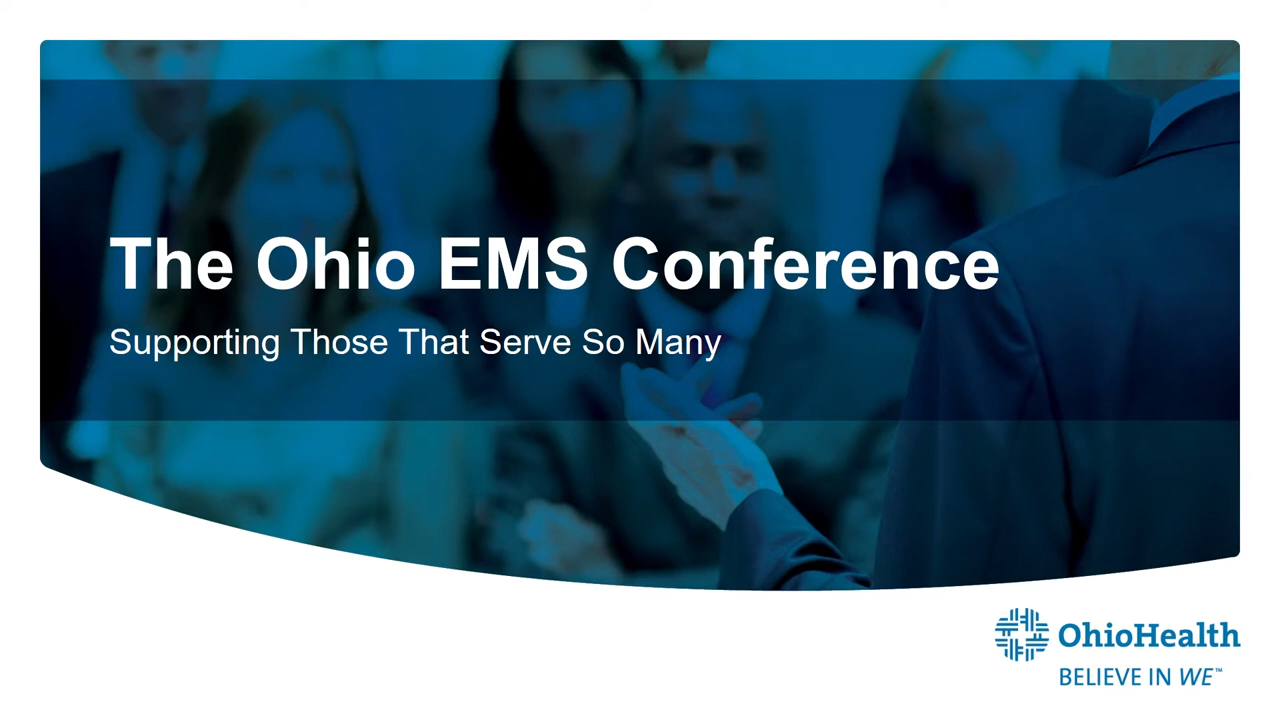 The Ohio EMS Conference
Supporting Those That Serve So Many
OhioHealth
BELIEVE IN WE™